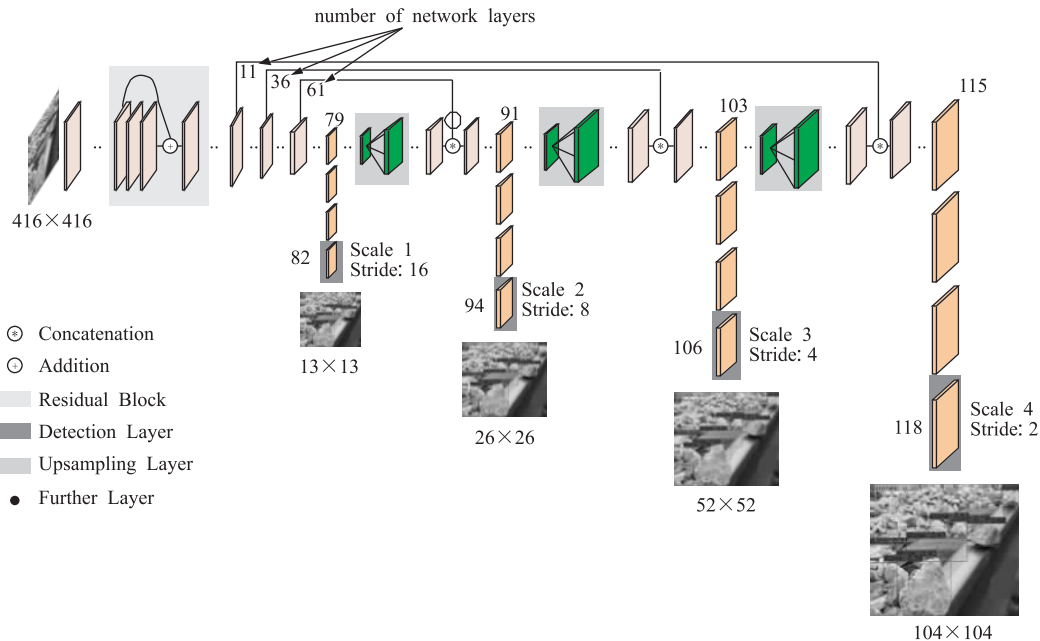 number of network layers
11
36
61
79
91
103
115
416×416
82
Scale 1
Stride: 16
94
Scale 2
Stride: 8
106
Scale 3
Stride: 4
118
Scale 4
Stride: 2
13×13
26×26
52×52
104×104
Concatenation
Addition
Residual Block
Detection Layer
Upsampling Layer
Further Layer